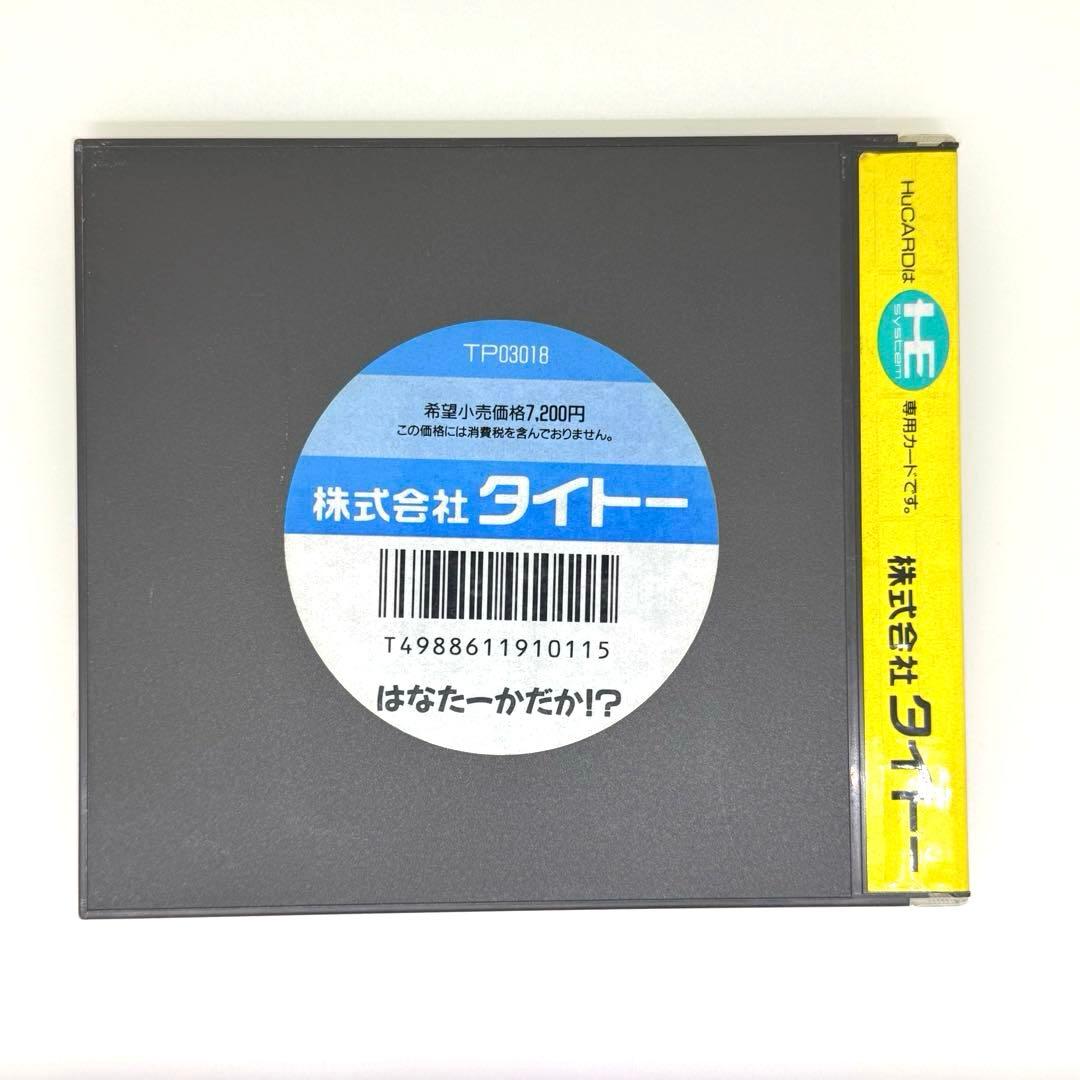 TP03018
希望小売価格7,200円
この価格には消費税を含んでおりません。
株式会社タイトー
T4988611910115
はなたーかだか!?
HuCARDは HE system 専用カードです。 株式会社タイトー